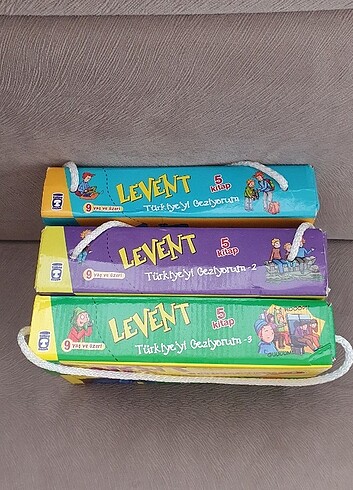 LEVENT
5
kitap
9 yaş ve üzeri
Türkiye'yi Geziyorum
LEVENT
5
kitap
9 yaş ve üzeri
Türkiye'yi Geziyorum - 2
LEVENT
5
kitap
9 yaş ve üzeri
Türkiye'yi Geziyorum - 3